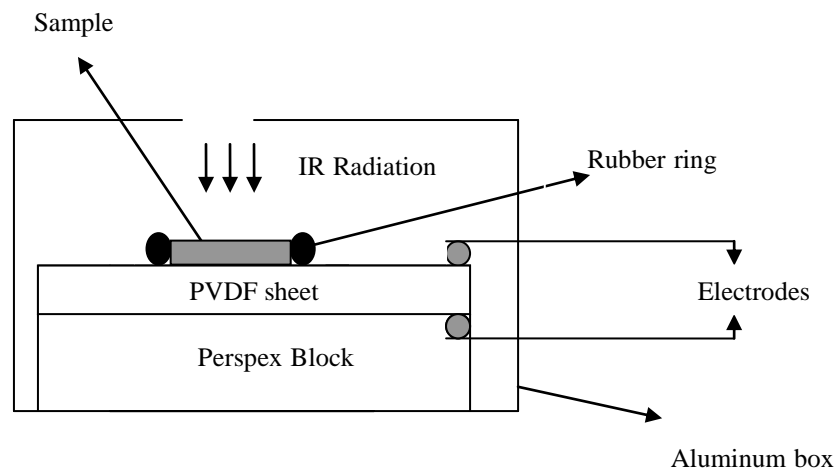 Sample
IR Radiation
Rubber ring
PVDF sheet
Electrodes
Perspex Block
Aluminum box